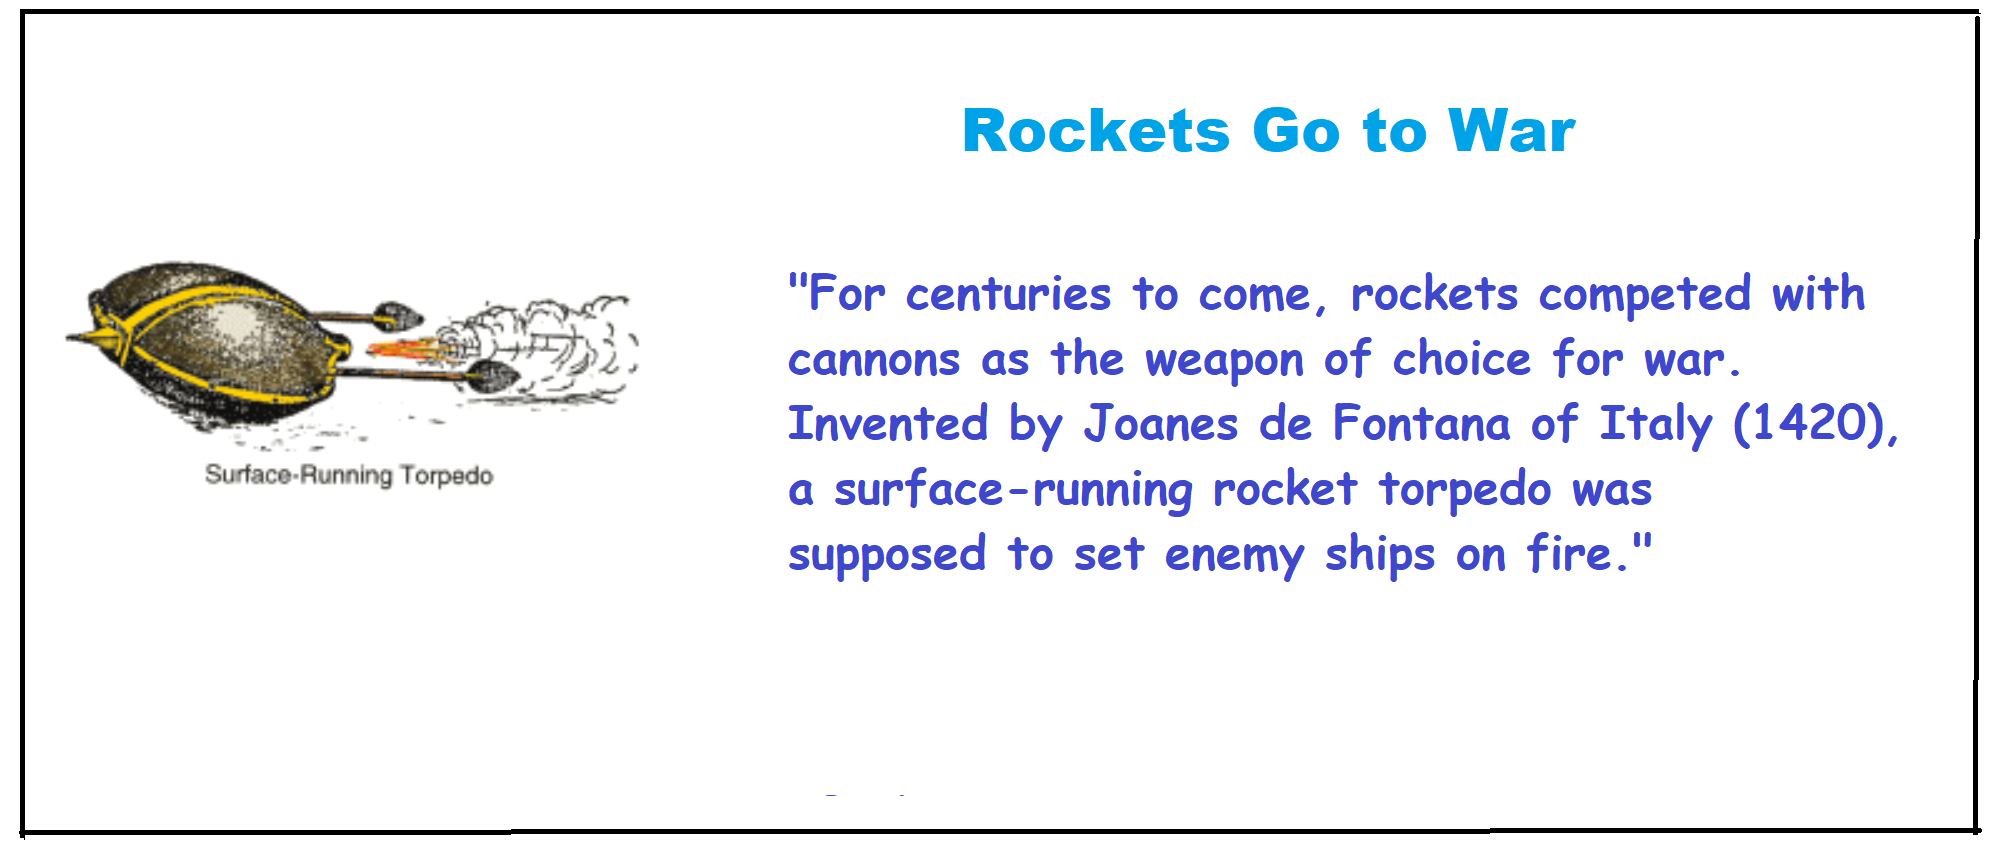 Rockets Go to War
"For centuries to come, rockets competed with
cannons as the weapon of choice for war.
Invented by Joanes de Fontana of Italy (1420),
a surface-running rocket torpedo was
supposed to set enemy ships on fire."
Surface-Running Torpedo